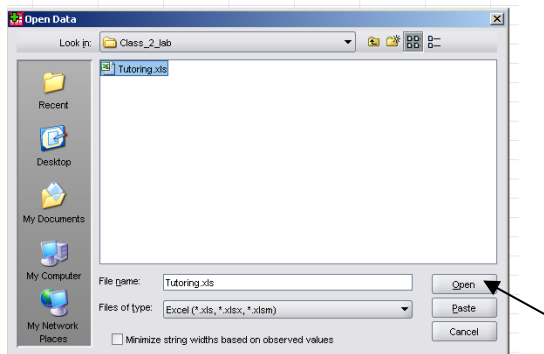 Open Data
Look in: Class_2_lab
Tutoring.xls
Recent
Desktop
My Documents
My Computer
My Network
Places
File name: Tutoring.xls
Files of type: Excel (*.xls, *.xlsx, *.xlsm)
Minimize string widths based on observed values
Open
Paste
Cancel